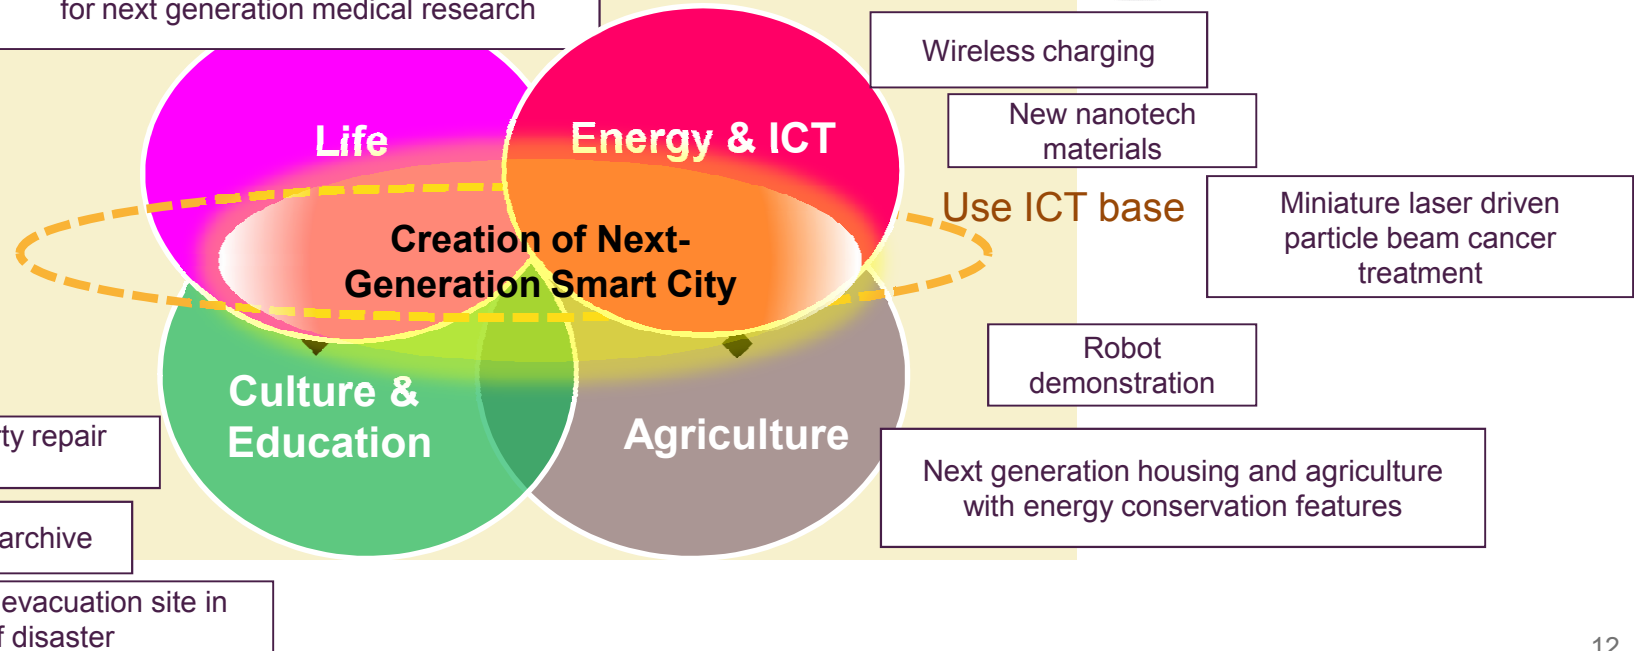 for next generation medical research
Wireless charging
New nanotech
materials
Life
Energy & ICT
Use ICT base
Miniature laser driven
particle beam cancer
treatment
Creation of Next-
Generation Smart City
Robot
demonstration
Culture &
Education
Agriculture
repair
Next generation housing and agriculture
with energy conservation features
archive
evacuation site in
disaster
12